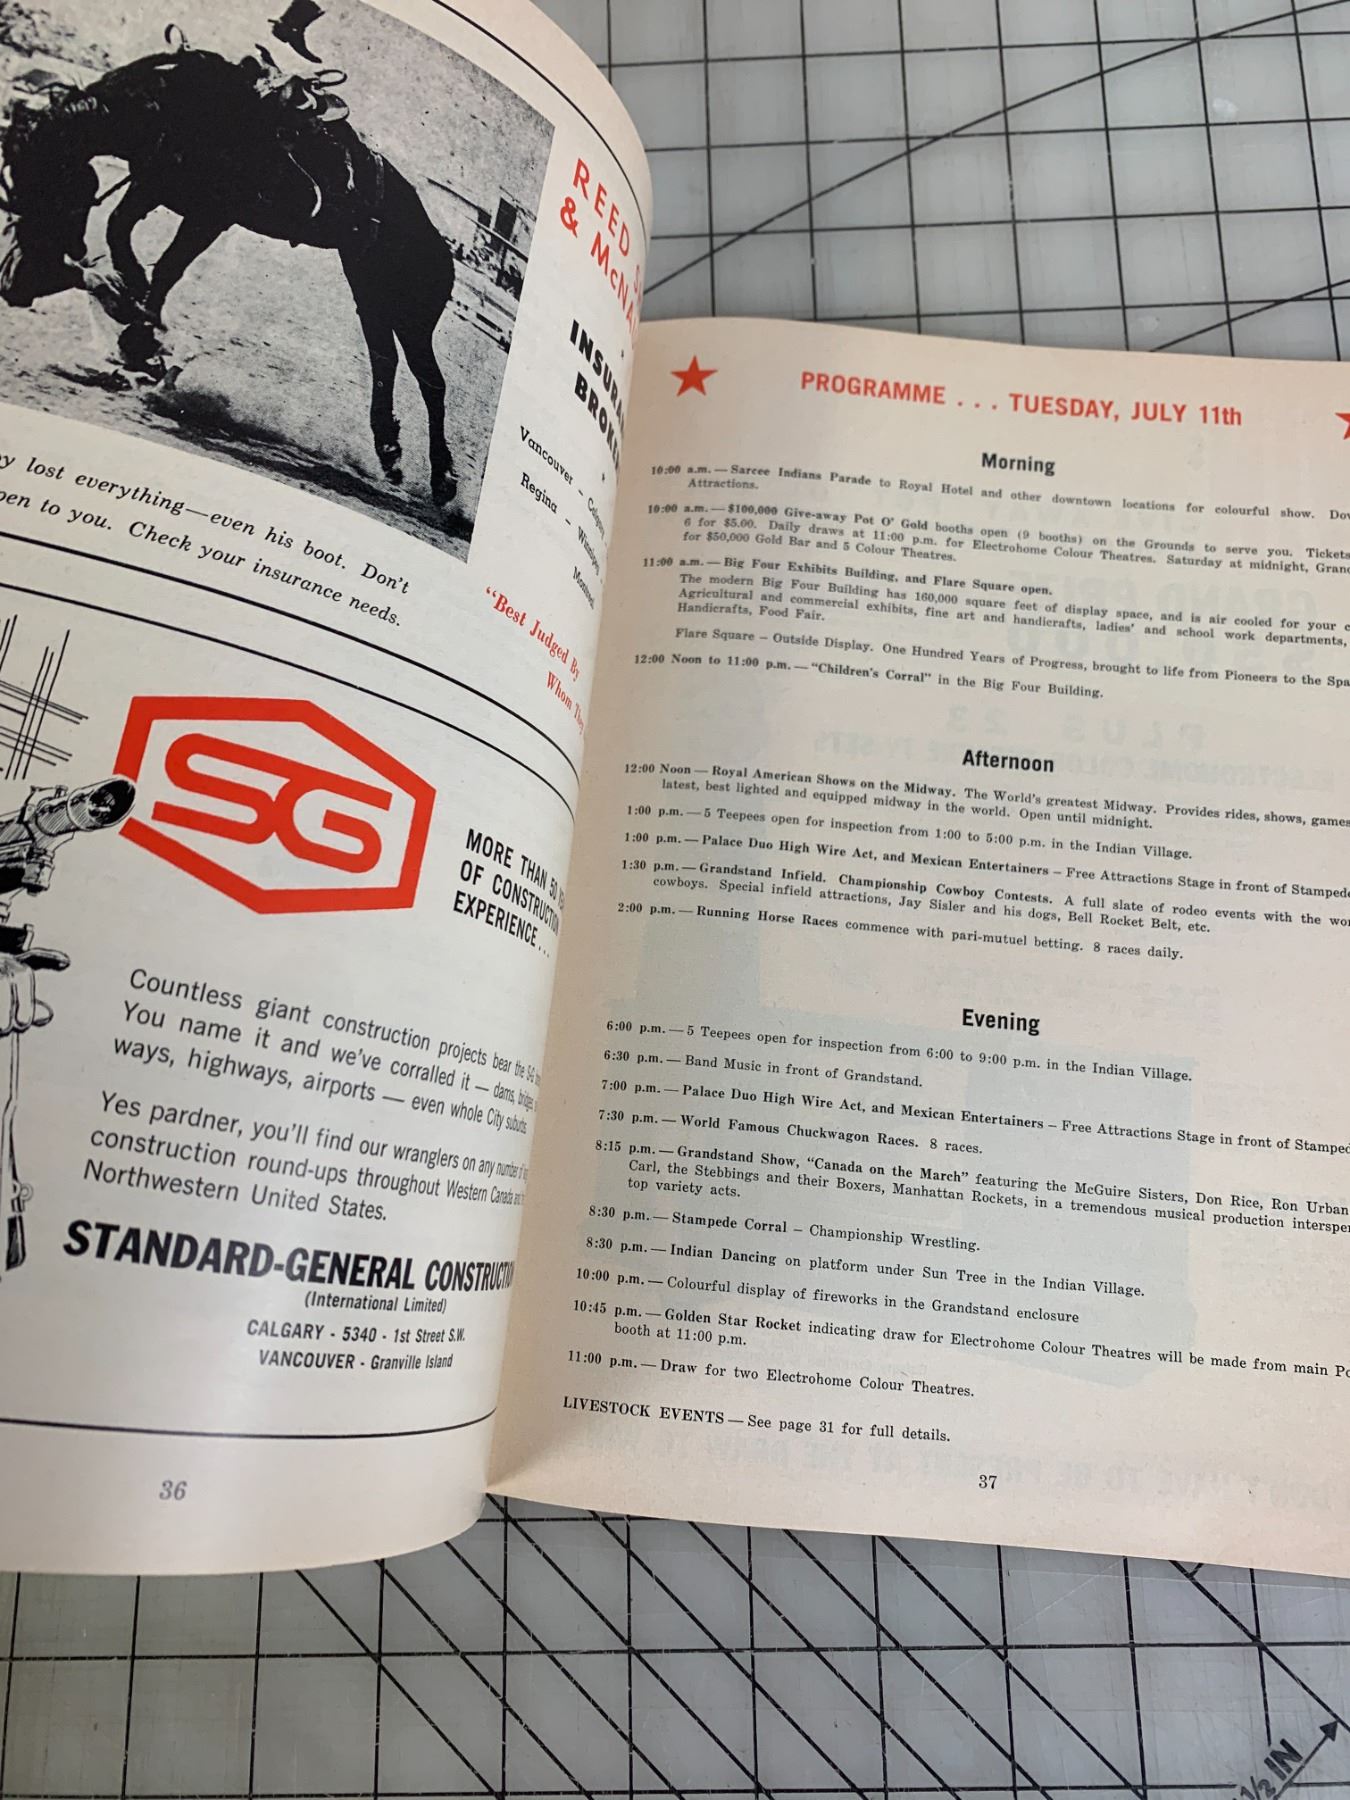 REED
& McNA
INSURA
BROKE
Vancouver – Calgary
Regina – Winnipeg –
Montreal
lost everything—even his boot. Don't
to you. Check your insurance needs.
"Best Judged By
Whom They
SG
MORE THAN 50
OF CONSTRUCTION
EXPERIENCE...
Countless giant construction projects bear the S-G
You name it and we've corralled it — dams, bridges
ways, highways, airports — even whole City suburbs
Yes pardner, you'll find our wranglers on any number of
construction round-ups throughout Western Canada
Northwestern United States.
STANDARD-GENERAL CONSTRUCTION
(International Limited)
CALGARY - 5340 - 1st Street S.W.
VANCOUVER - Granville Island
36
PROGRAMME . . . TUESDAY, JULY 11th
Morning
10:00 a.m. — Sarcee Indians Parade to Royal Hotel and other downtown locations for colourful show.
Attractions.
10:00 a.m. — $100,000 Give-away Pot O' Gold booths open (9 booths) on the Grounds to serve you. Tickets
6 for $5.00. Daily draws at 11:00 p.m. for Electrohome Colour Theatres. Saturday at midnight, Grand
for $50,000 Gold Bar and 5 Colour Theatres.
11:00 a.m. — Big Four Exhibits Building, and Flare Square open.
The modern Big Four Building has 160,000 square feet of display space, and is air cooled for your
Agricultural and commercial exhibits, fine art and handicrafts, ladies' and school work departments,
Handicrafts, Food Fair.
Flare Square – Outside Display. One Hundred Years of Progress, brought to life from Pioneers to the
12:00 Noon to 11:00 p.m. — "Children's Corral" in the Big Four Building.
Afternoon
12:00 Noon — Royal American Shows on the Midway. The World's greatest Midway. Provides rides, shows, games
latest, best lighted and equipped midway in the world. Open until midnight.
1:00 p.m. — 5 Teepees open for inspection from 1:00 to 5:00 p.m. in the Indian Village.
1:00 p.m. — Palace Duo High Wire Act, and Mexican Entertainers – Free Attractions Stage in front of Stampede
1:30 p.m. — Grandstand Infield. Championship Cowboy Contests. A full slate of rodeo events with the
cowboys. Special infield attractions, Jay Sisler and his dogs, Bell Rocket Belt, etc.
2:00 p.m. — Running Horse Races commence with pari-mutuel betting. 8 races daily.
Evening
6:00 p.m. — 5 Teepees open for inspection from 6:00 to 9:00 p.m. in the Indian Village.
6:30 p.m. — Band Music in front of Grandstand.
7:00 p.m. — Palace Duo High Wire Act, and Mexican Entertainers – Free Attractions Stage in front of Stamped
7:30 p.m. — World Famous Chuckwagon Races. 8 races.
8:15 p.m. — Grandstand Show, "Canada on the March" featuring the McGuire Sisters, Don Rice, Ron Urban
Carl, the Stebbings and their Boxers, Manhattan Rockets, in a tremendous musical production interspe
top variety acts.
8:30 p.m. — Stampede Corral – Championship Wrestling.
8:30 p.m. — Indian Dancing on platform under Sun Tree in the Indian Village.
10:00 p.m. — Colourful display of fireworks in the Grandstand enclosure
10:45 p.m. — Golden Star Rocket indicating draw for Electrohome Colour Theatres will be made from main
booth at 11:00 p.m.
11:00 p.m. — Draw for two Electrohome Colour Theatres.
LIVESTOCK EVENTS — See page 31 for full details.
37
1/2 IN